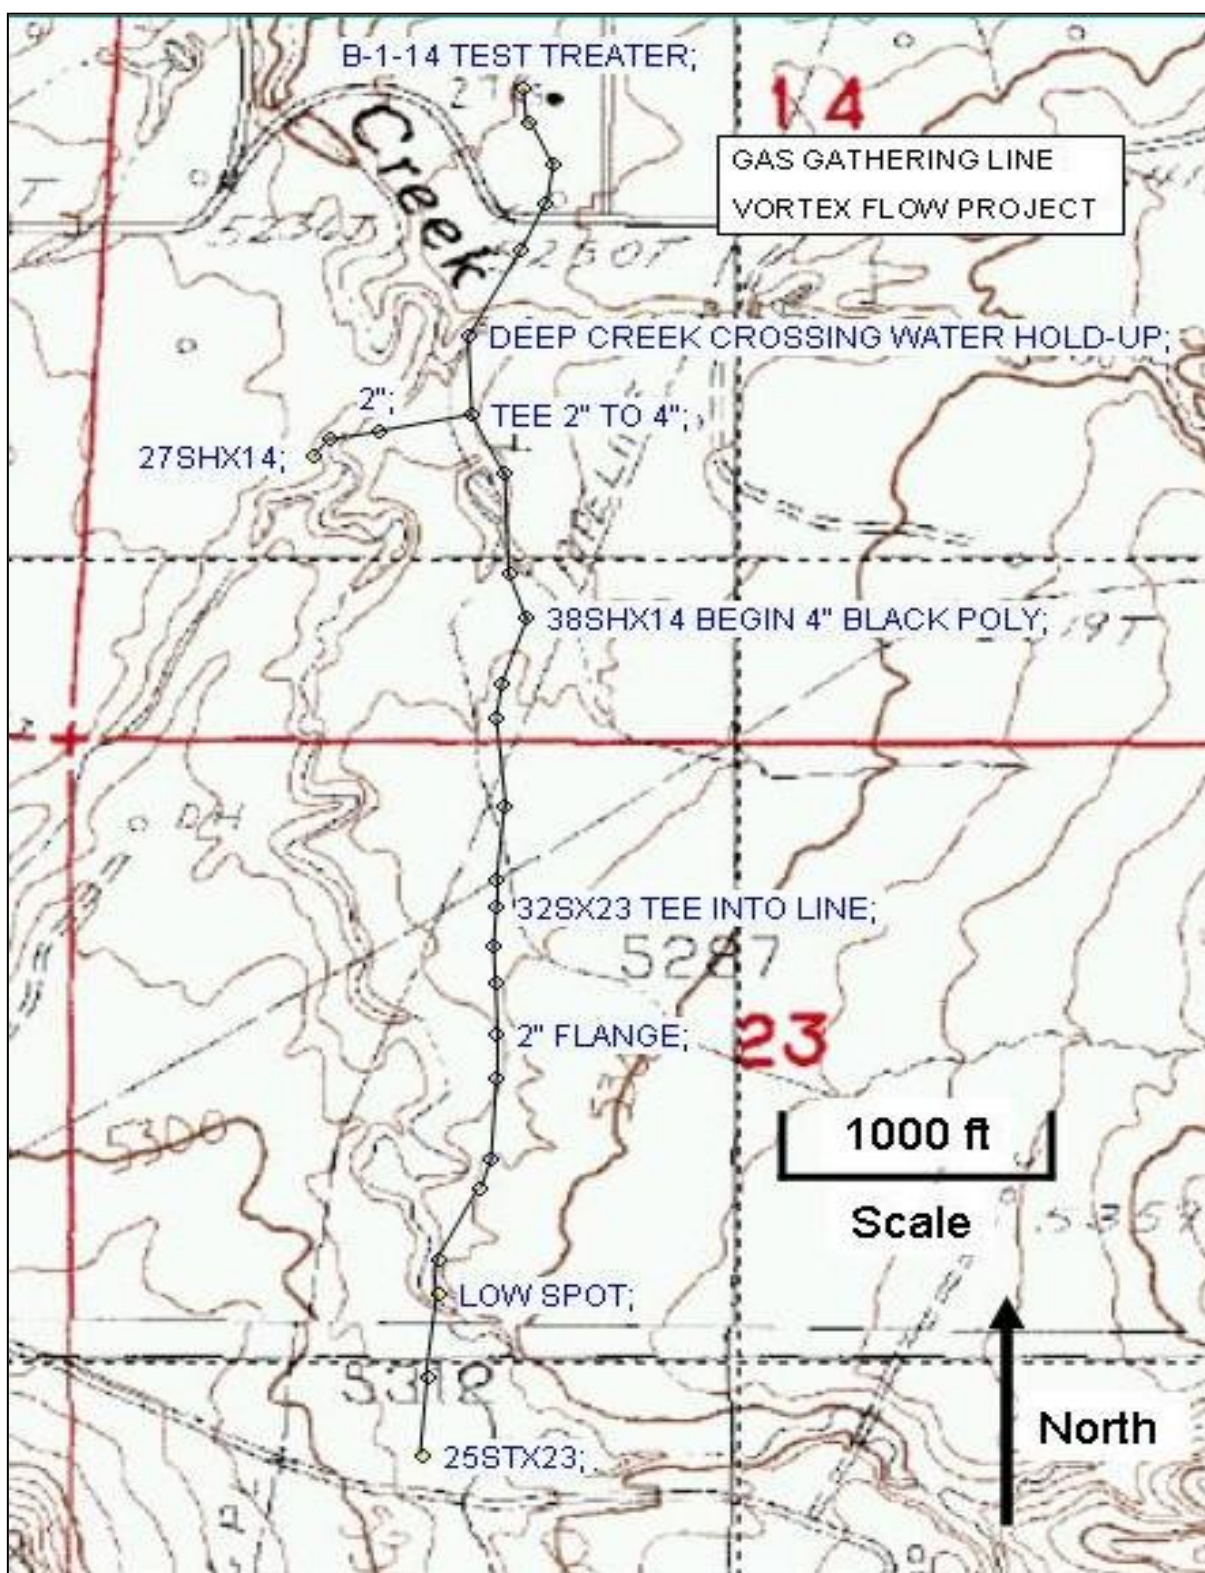 B-1-14 TEST TREATER;
14
Creek
GAS GATHERING LINE
VORTEX FLOW PROJECT
DEEP CREEK CROSSING WATER HOLD-UP;
2";
TEE 2" TO 4";
27SHX14;
38SHX14 BEGIN 4" BLACK POLY;
DH
32SX23 TEE INTO LINE;
5287
2" FLANGE;
23
5300
1000 ft
Scale
LOW SPOT;
5318
North
25STX23;